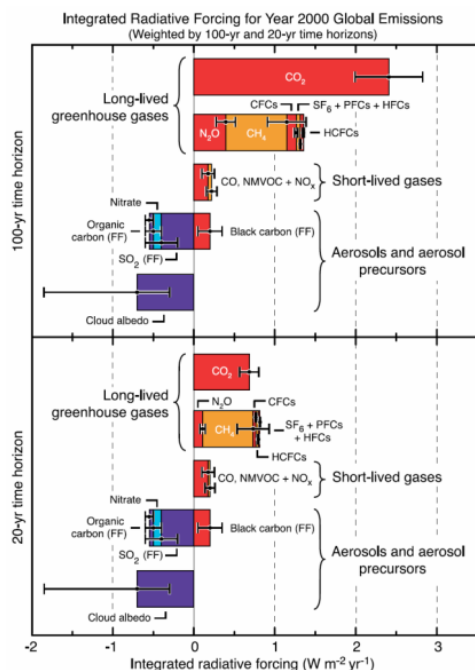 Integrated Radiative Forcing for Year 2000 Global Emissions
(Weighted by 100-yr and 20-yr time horizons)
100-yr time horizon
Long-lived
greenhouse gases
CO₂
CFCs
SF₆ + PFCs + HFCs
N₂O
CH₄
HCFCs
CO, NMVOC + NOₓ
Short-lived gases
Nitrate
Organic
carbon (FF)
SO₂ (FF)
Black carbon (FF)
Aerosols and aerosol
precursors
Cloud albedo
20-yr time horizon
Long-lived
greenhouse gases
CO₂
N₂O
CFCs
CH₄
SF₆ + PFCs
+ HFCs
HCFCs
CO, NMVOC + NOₓ
Short-lived gases
Nitrate
Organic
carbon (FF)
SO₂ (FF)
Black carbon (FF)
Aerosols and aerosol
precursors
Cloud albedo
-2 -1 0 1 2 3
Integrated radiative forcing (W m⁻² yr⁻¹)